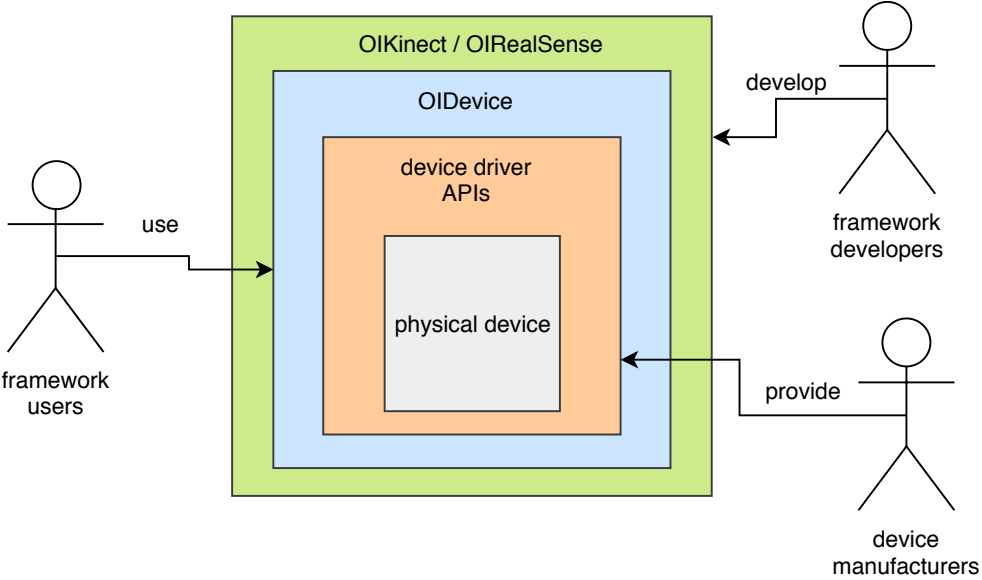 OIKinect / OIRealSense
OIDevice
device driver
APIs
physical device
use
framework
users
develop
framework
developers
provide
device
manufacturers